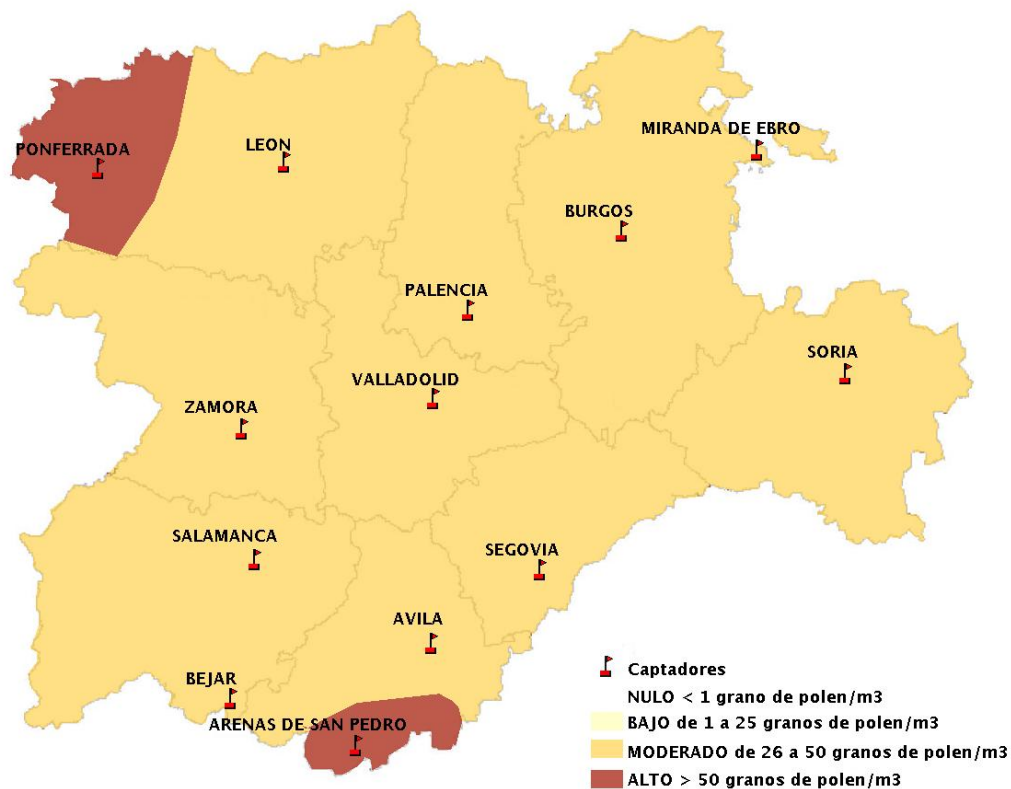 MIRANDA DE EBRO
PONFERRADA
LEON
BURGOS
PALENCIA
SORIA
VALLADOLID
ZAMORA
SALAMANCA
SEGOVIA
AVILA
BEJAR
ARENAS DE SAN PEDRO
Captadores
NULO < 1 grano de polen/m3
BAJO de 1 a 25 granos de polen/m3
MODERADO de 26 a 50 granos de polen/m3
ALTO > 50 granos de polen/m3